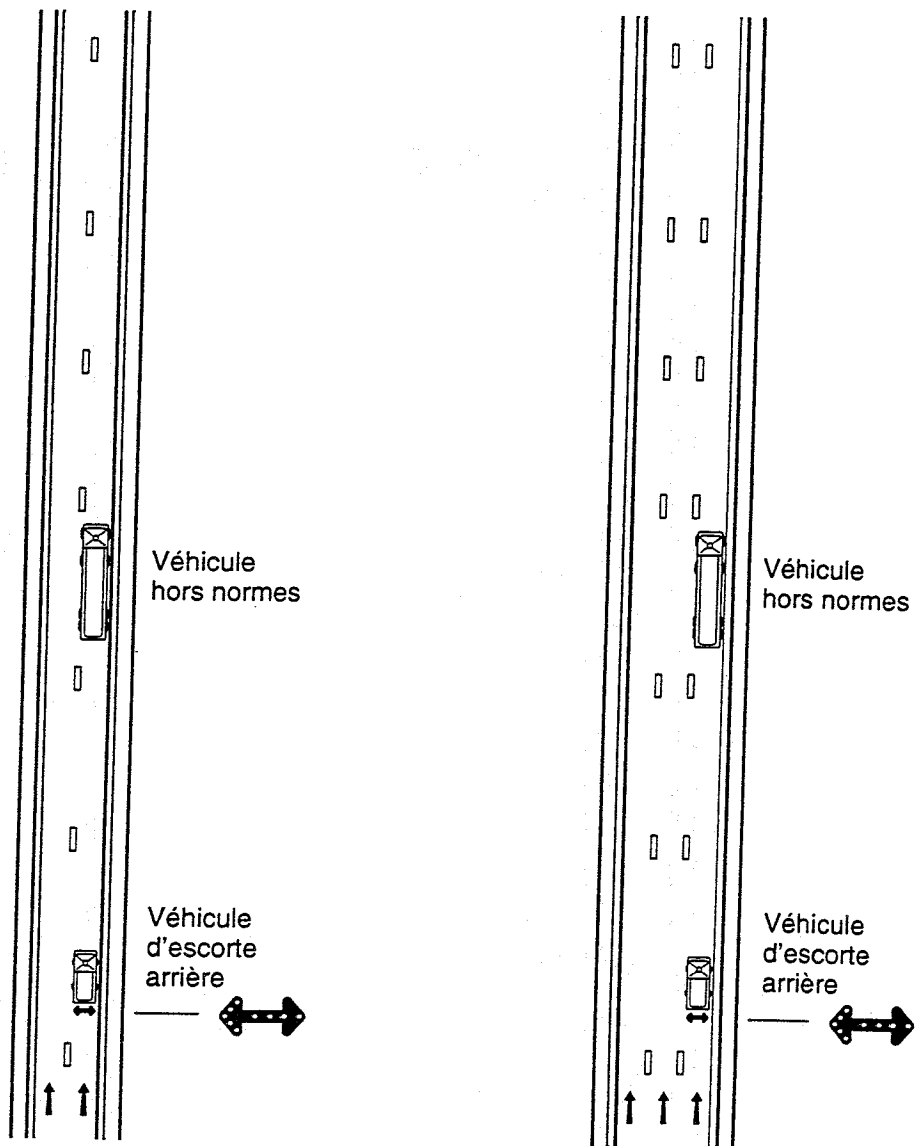 Véhicule
hors normes
Véhicule
d'escorte
arrière
Véhicule
hors normes
Véhicule
d'escorte
arrière